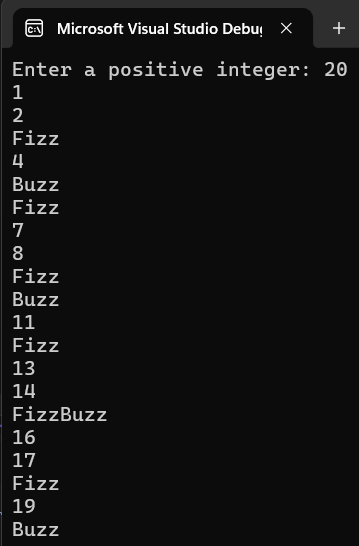 Microsoft Visual Studio Debug
Enter a positive integer: 20
1
2
Fizz
4
Buzz
Fizz
7
8
Fizz
Buzz
11
Fizz
13
14
FizzBuzz
16
17
Fizz
19
Buzz